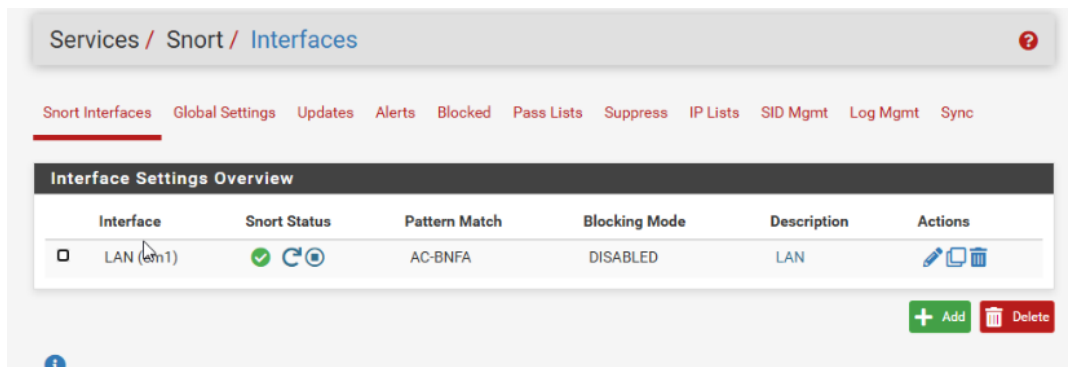 Services / Snort / Interfaces
Snort Interfaces Global Settings Updates Alerts Blocked Pass Lists Suppress IP Lists SID Mgmt Log Mgmt Sync
Interface Settings Overview
Interface Snort Status Pattern Match Blocking Mode Description Actions
LAN (em1) AC-BNFA DISABLED LAN
Add Delete